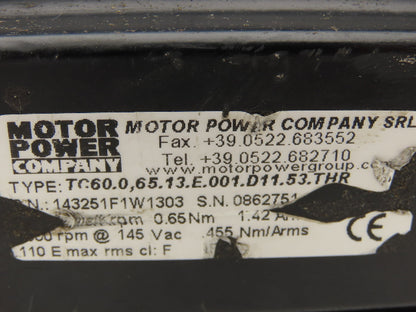 MOTOR POWER COMPANY
MOTOR POWER COMPANY SRL
Fax. +39.0522.683552
Tel. +39.0522.682710
www.motorpowergroup.com
TYPE: TC60.0,65.13.E.001.D11.53.THR
.N.: 143251F1W1303 S.N. 0862751
0.65Nm 1.42
rpm @ 145 Vac .455 Nm/Arms
.110 E max rms cl: F
CE